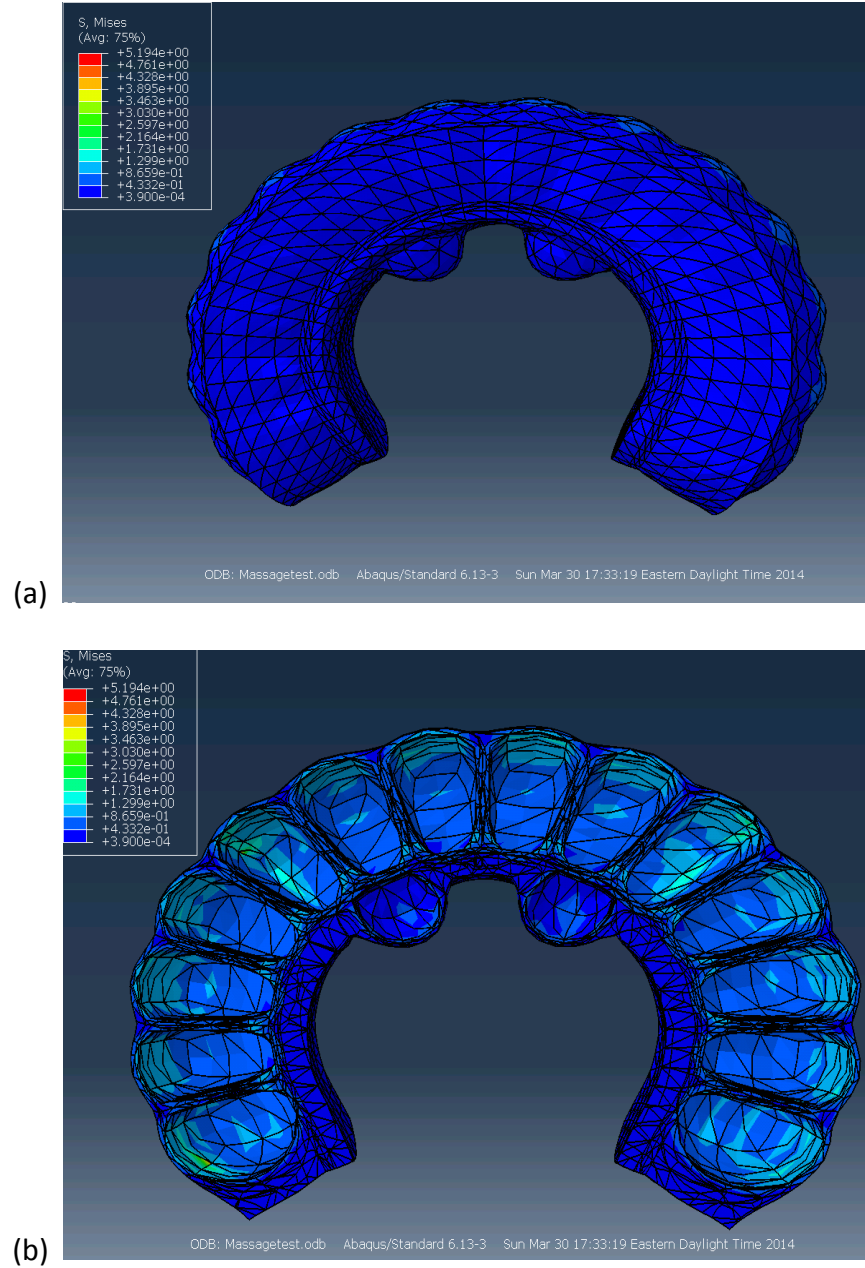 S, Mises
(Avg: 75%)
+5.194e+00
+4.761e+00
+4.328e+00
+3.895e+00
+3.463e+00
+3.030e+00
+2.597e+00
+2.164e+00
+1.731e+00
+1.299e+00
+8.659e-01
+4.332e-01
+3.900e-04
ODB: Massagetest.odb Abaqus/Standard 6.13-3 Sun Mar 30 17:33:19 Eastern Daylight Time 2014
(a)
S, Mises
(Avg: 75%)
+5.194e+00
+4.761e+00
+4.328e+00
+3.895e+00
+3.463e+00
+3.030e+00
+2.597e+00
+2.164e+00
+1.731e+00
+1.299e+00
+8.659e-01
+4.332e-01
+3.900e-04
ODB: Massagetest.odb Abaqus/Standard 6.13-3 Sun Mar 30 17:33:19 Eastern Daylight Time 2014
(b)